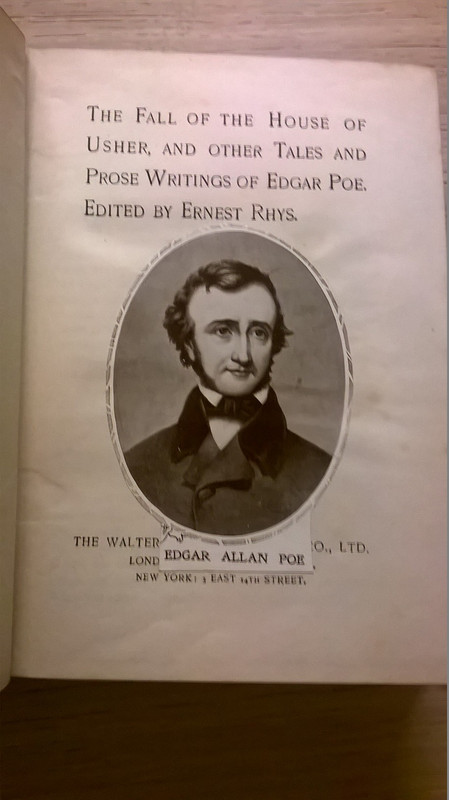 THE FALL OF THE HOUSE OF
USHER, AND OTHER TALES AND
PROSE WRITINGS OF EDGAR POE.
EDITED BY ERNEST RHYS.
THE WALTER O., LTD.
EDGAR ALLAN POE
LOND
NEW YORK: 3 EAST 14TH STREET.